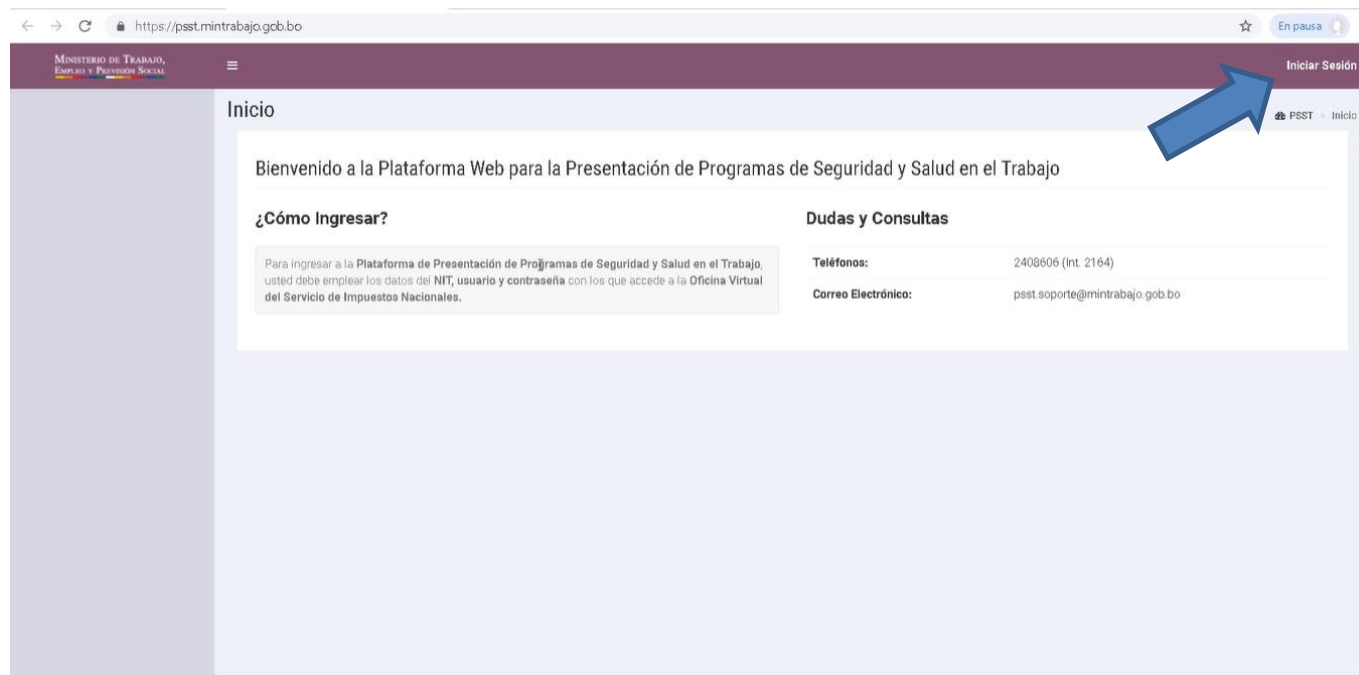 https://psst.mintrabajo.gob.bo
En pausa
MINISTERIO DE TRABAJO,
EMPLEO Y PREVISIÓN SOCIAL
Iniciar Sesión
Inicio
PSST > Inicio
Bienvenido a la Plataforma Web para la Presentación de Programas de Seguridad y Salud en el Trabajo
¿Cómo Ingresar?
Para ingresar a la Plataforma de Presentación de Programas de Seguridad y Salud en el Trabajo,
usted debe emplear los datos del NIT, usuario y contraseña con los que accede a la Oficina Virtual
del Servicio de Impuestos Nacionales.
Dudas y Consultas
Teléfonos: 2408606 (Int. 2164)
Correo Electrónico: psst.soporte@mintrabajo.gob.bo